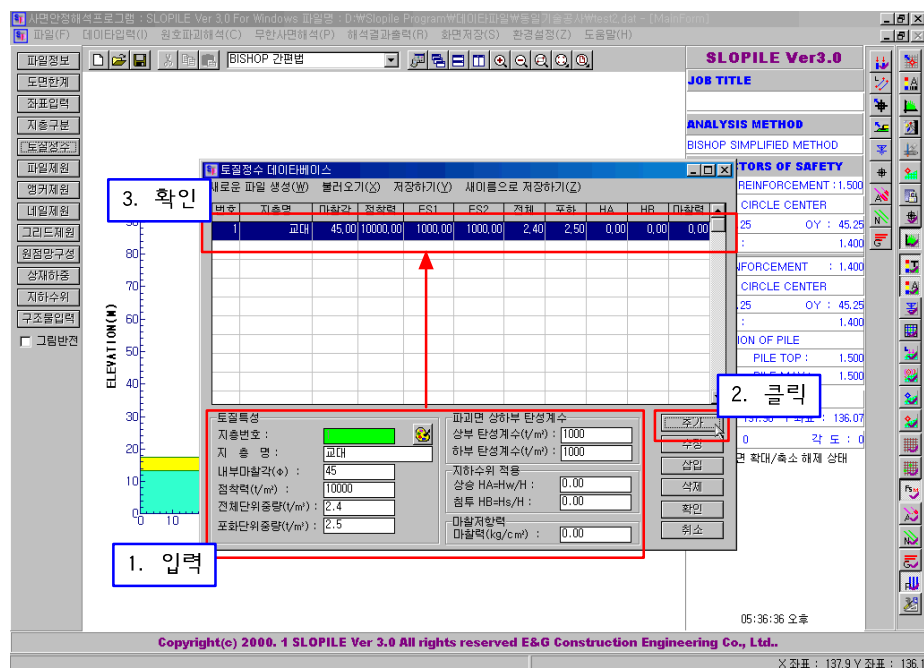 사면안정해석프로그램 : SLOPILE Ver 3.0 For Windows 파일명 : D:\Slopile Program\데이타파일\동일기술공사\test2.dat - [MainForm]
파일(F) 데이타입력(I) 원호파괴해석(C) 무한사면해석(P) 해석결과출력(R) 화면저장(S) 환경설정(Z) 도움말(H)
BISHOP 간편법
파일정보
도면한계
좌표입력
지층구분
토질정수
파일제원
앵커제원
네일제원
그리드제원
원점망구성
상재하중
지하수위
구조물입력
그림반전
SLOPILE Ver3.0
JOB TITLE
ANALYSIS METHOD
BISHOP SIMPLIFIED METHOD
TORS OF SAFETY
REINFORCEMENT : 1.500
CIRCLE CENTER
25 OY : 45.25
: 1.400
FORCEMENT : 1.400
CIRCLE CENTER
.25 OY : 45.25
: 1.400
ION OF PILE
PILE TOP : 1.500
1.500
136.07
0 각 도 : 0
면 확대/축소 해제 상태
05:36:36 오후
토질정수 데이타베이스
새로운 파일 생성(W) 불러오기(X) 저장하기(Y) 새이름으로 저장하기(Z)
번호 지층명 마찰각 점착력 ES1 ES2 전체 포화 HA HB 마찰력
1 교대 45,00 10000,00 1000,00 1000,00 2,40 2,50 0,00 0,00 0,00
3. 확인
토질특성
지층번호 :
지 층 명 : 교대
내부마찰각(Φ) : 45
점착력(t/m²) : 10000
전체단위중량(t/m³) : 2.4
포화단위중량(t/m³) : 2.5
파괴면 상하부 탄성계수
상부 탄성계수(t/m²) : 1000
하부 탄성계수(t/m²) : 1000
지하수위 적용
상승 HA=Hw/H : 0.00
침투 HB=Hs/H : 0.00
마찰저항력
마찰력(kg/cm²) : 0.00
2. 클릭
추가
수정
삽입
삭제
확인
취소
1. 입력
ELEVATION(M)
90
80
70
60
50
40
30
20
10
0
0 10
Copyright(c) 2000. 1 SLOPILE Ver 3.0 All rights reserved E&G Construction Engineering Co., Ltd..
X 좌표 : 137.9 Y 좌표 : 136.1